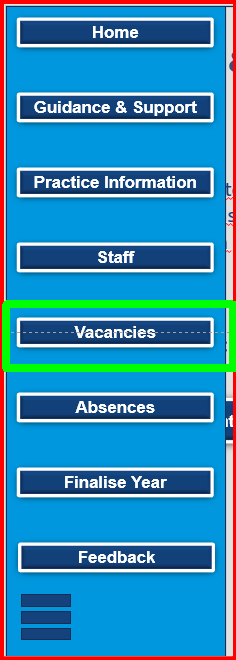 Home
Guidance & Support
Practice Information
Staff
Vacancies
Absences
Finalise Year
Feedback